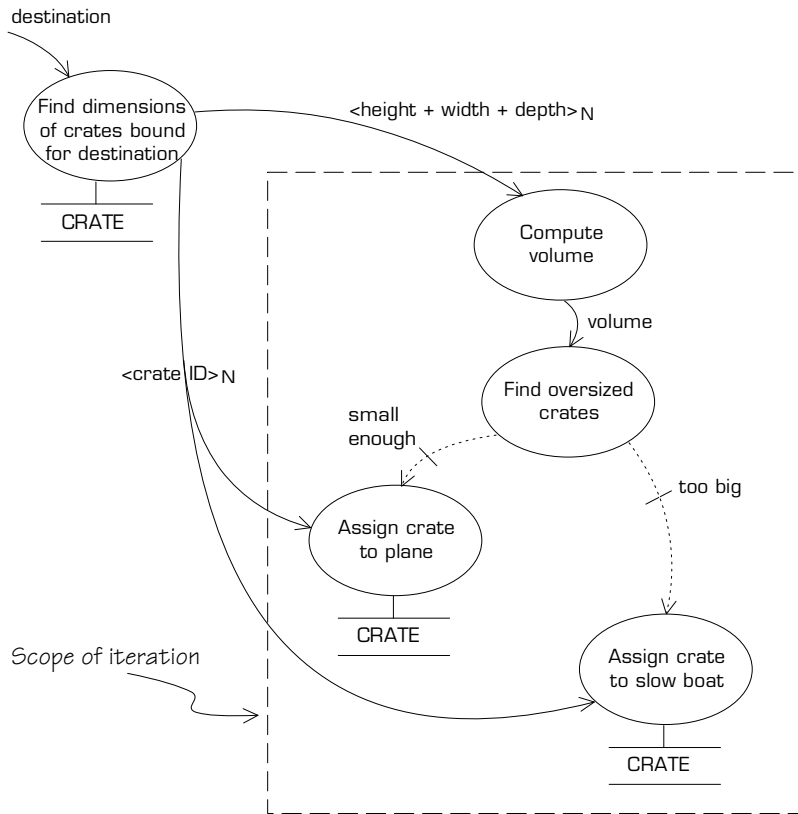 destination
Find dimensions
of crates bound
for destination
CRATE
<height + width + depth>N
Compute
volume
volume
<crate ID>N
Find oversized
crates
small
enough
too big
Assign crate
to plane
CRATE
Scope of iteration
Assign crate
to slow boat
CRATE